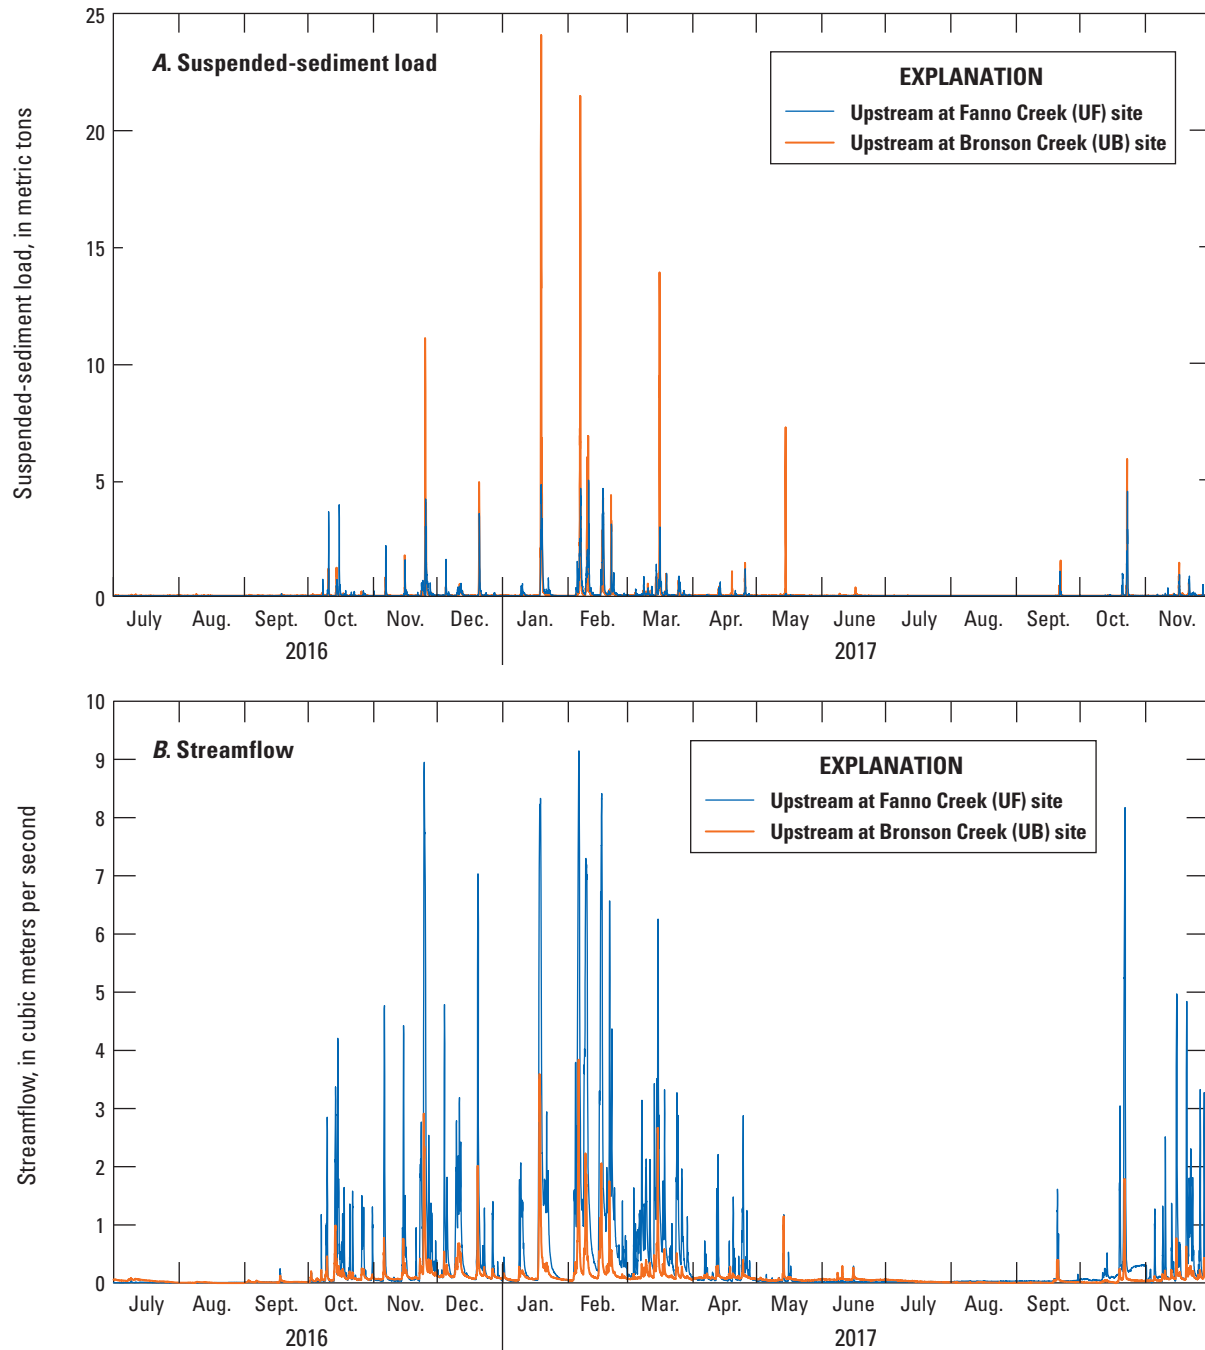 A. Suspended-sediment load
EXPLANATION
Upstream at Fanno Creek (UF) site
Upstream at Bronson Creek (UB) site
Suspended-sediment load, in metric tons
25
20
15
10
5
0
July Aug. Sept. Oct. Nov. Dec. Jan. Feb. Mar. Apr. May June July Aug. Sept. Oct. Nov.
2016 2017
B. Streamflow
EXPLANATION
Upstream at Fanno Creek (UF) site
Upstream at Bronson Creek (UB) site
Streamflow, in cubic meters per second
10
9
8
7
6
5
4
3
2
1
0
July Aug. Sept. Oct. Nov. Dec. Jan. Feb. Mar. Apr. May June July Aug. Sept. Oct. Nov.
2016 2017